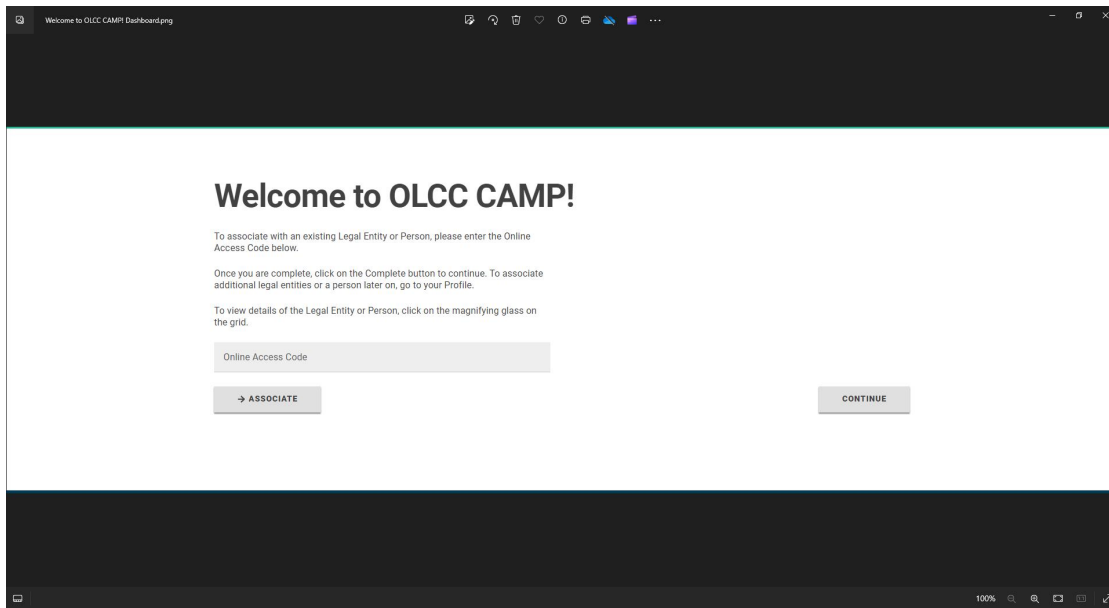 Welcome to OLCC CAMP! Dashboard.png
Welcome to OLCC CAMP!
To associate with an existing Legal Entity or Person, please enter the Online
Access Code below.
Once you are complete, click on the Complete button to continue. To associate
additional legal entities or a person later on, go to your Profile.
To view details of the Legal Entity or Person, click on the magnifying glass on
the grid.
Online Access Code
→ ASSOCIATE
CONTINUE
100%